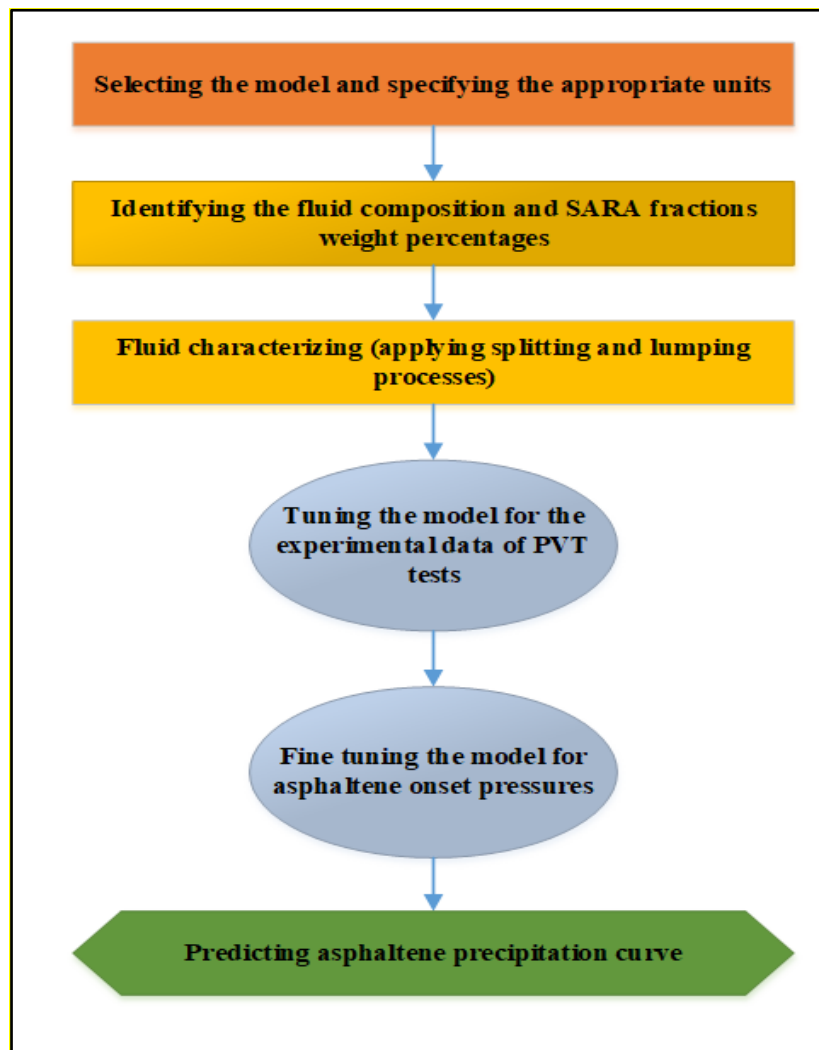 Selecting the model and specifying the appropriate units
Identifying the fluid composition and SARA fractions
weight percentages
Fluid characterizing (applying splitting and lumping
processes)
Tuning the model for the
experimental data of PVT
tests
Fine tuning the model for
asphaltene onset pressures
Predicting asphaltene precipitation curve